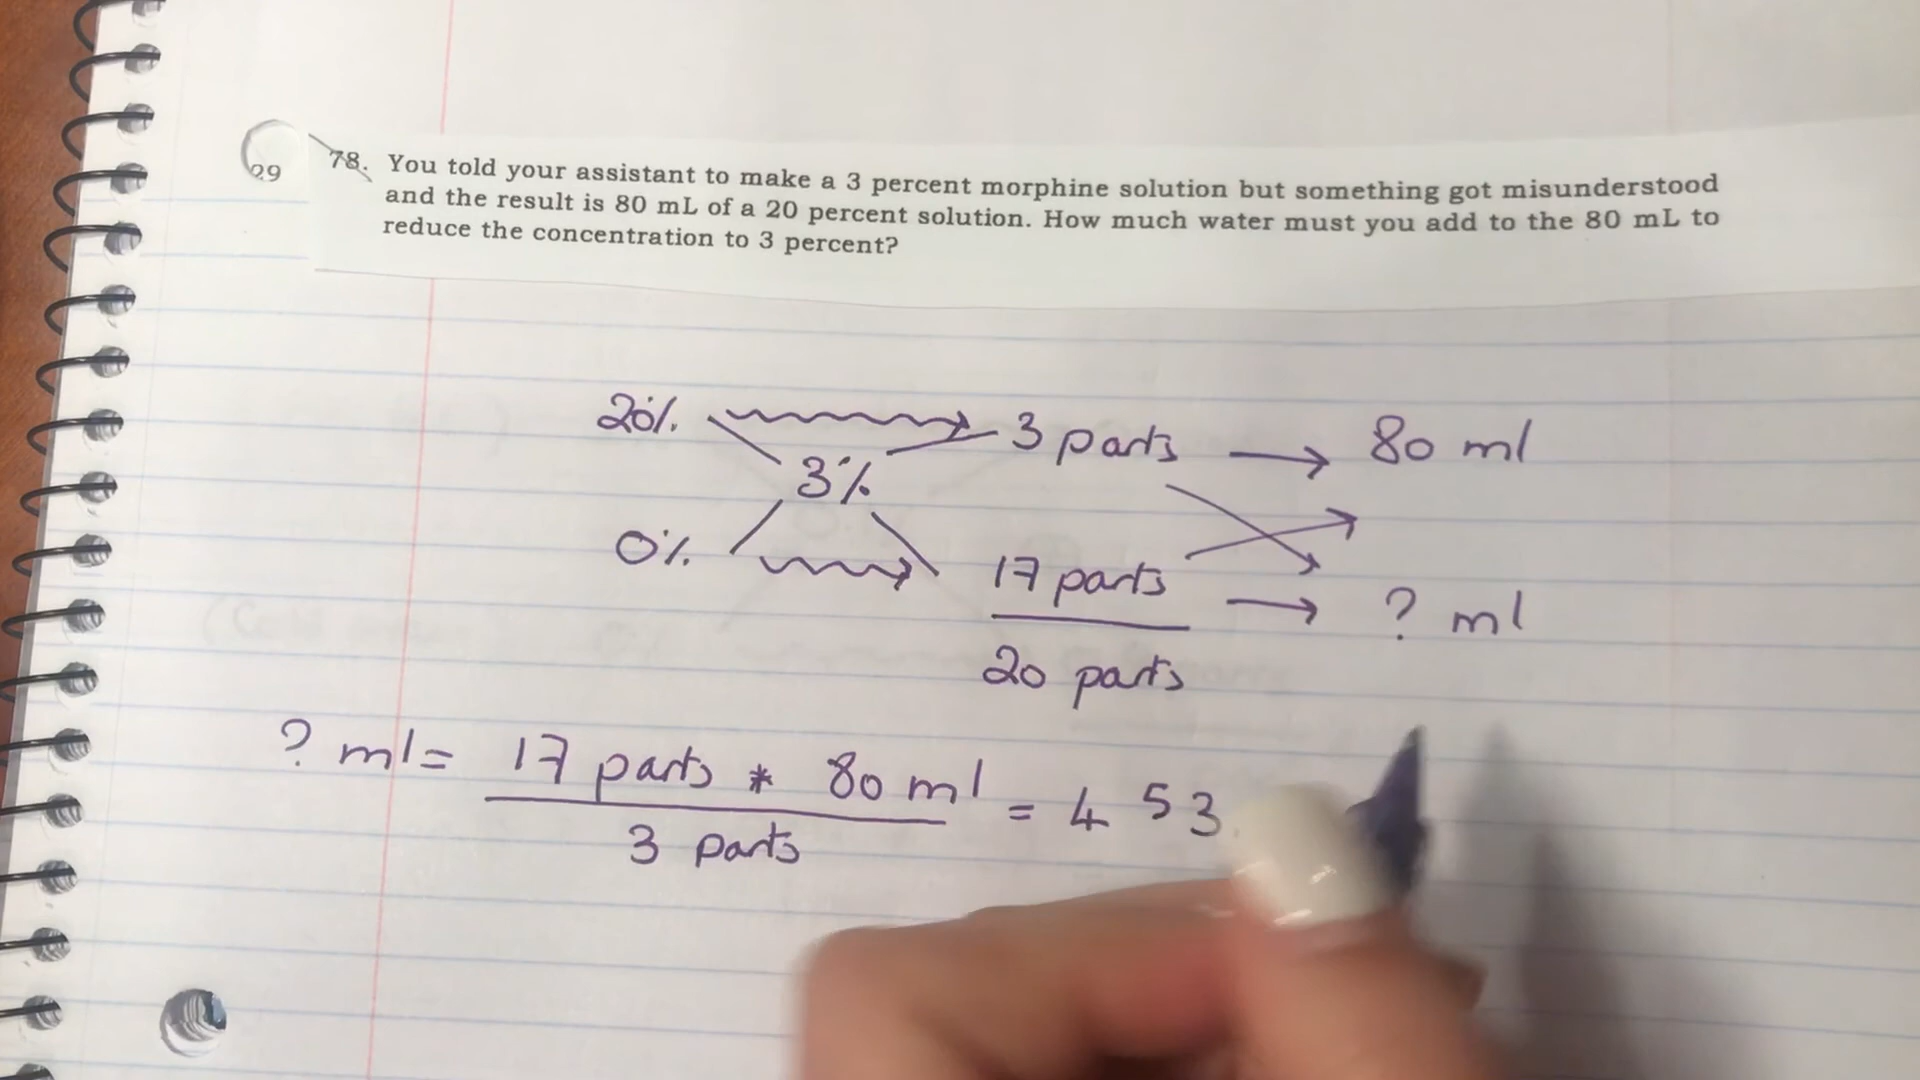 29
78. You told your assistant to make a 3 percent morphine solution but something got misunderstood
and the result is 80 mL of a 20 percent solution. How much water must you add to the 80 mL to
reduce the concentration to 3 percent?
20% 3 parts → 80 ml
3%
0% 17 parts → ? ml
20 parts
? ml = 17 parts * 80 ml = 453.
3 parts